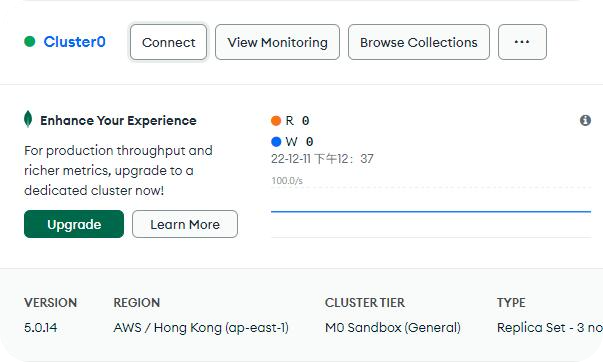 Cluster0 Connect View Monitoring Browse Collections ...
Enhance Your Experience
For production throughput and
richer metrics, upgrade to a
dedicated cluster now!
Upgrade Learn More
R 0
W 0
22-12-11 下午12：37
100.0/s
VERSION REGION CLUSTER TIER TYPE
5.0.14 AWS / Hong Kong (ap-east-1) M0 Sandbox (General) Replica Set - 3 no